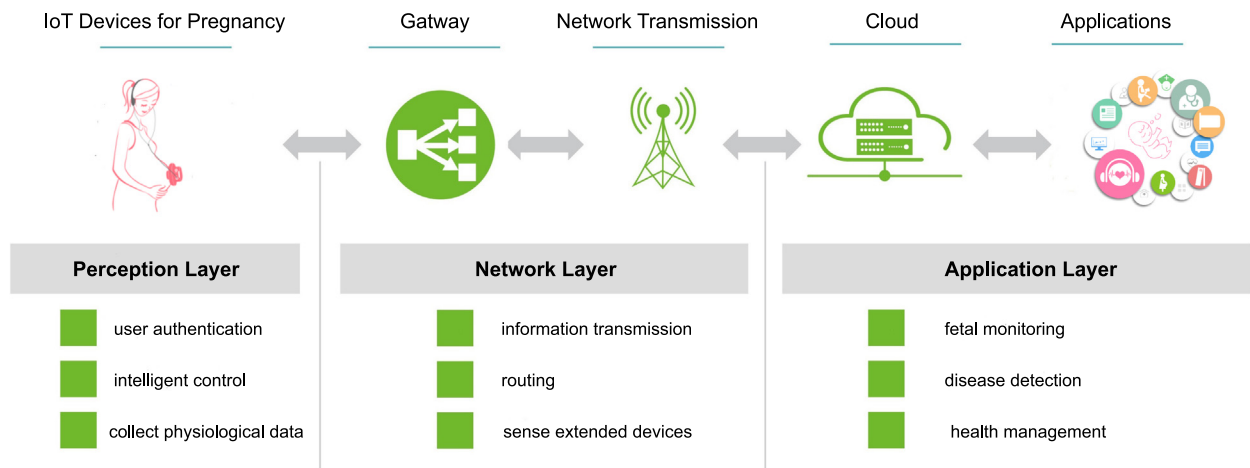 IoT Devices for Pregnancy
Gatway
Network Transmission
Cloud
Applications
Perception Layer
Network Layer
Application Layer
user authentication
information transmission
fetal monitoring
intelligent control
routing
disease detection
collect physiological data
sense extended devices
health management